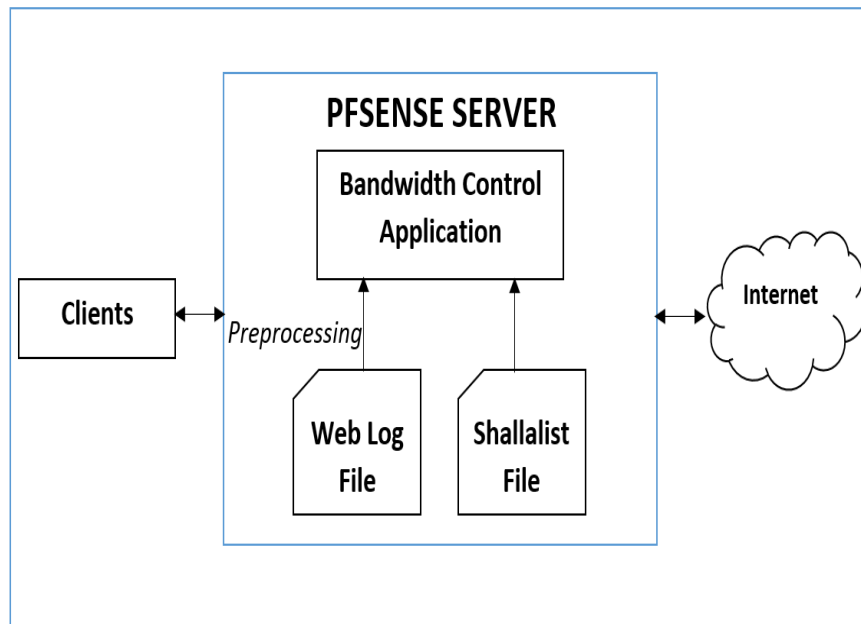 PFSENSE SERVER
Bandwidth Control
Application
Clients
Internet
Preprocessing
Web Log
File
Shallalist
File